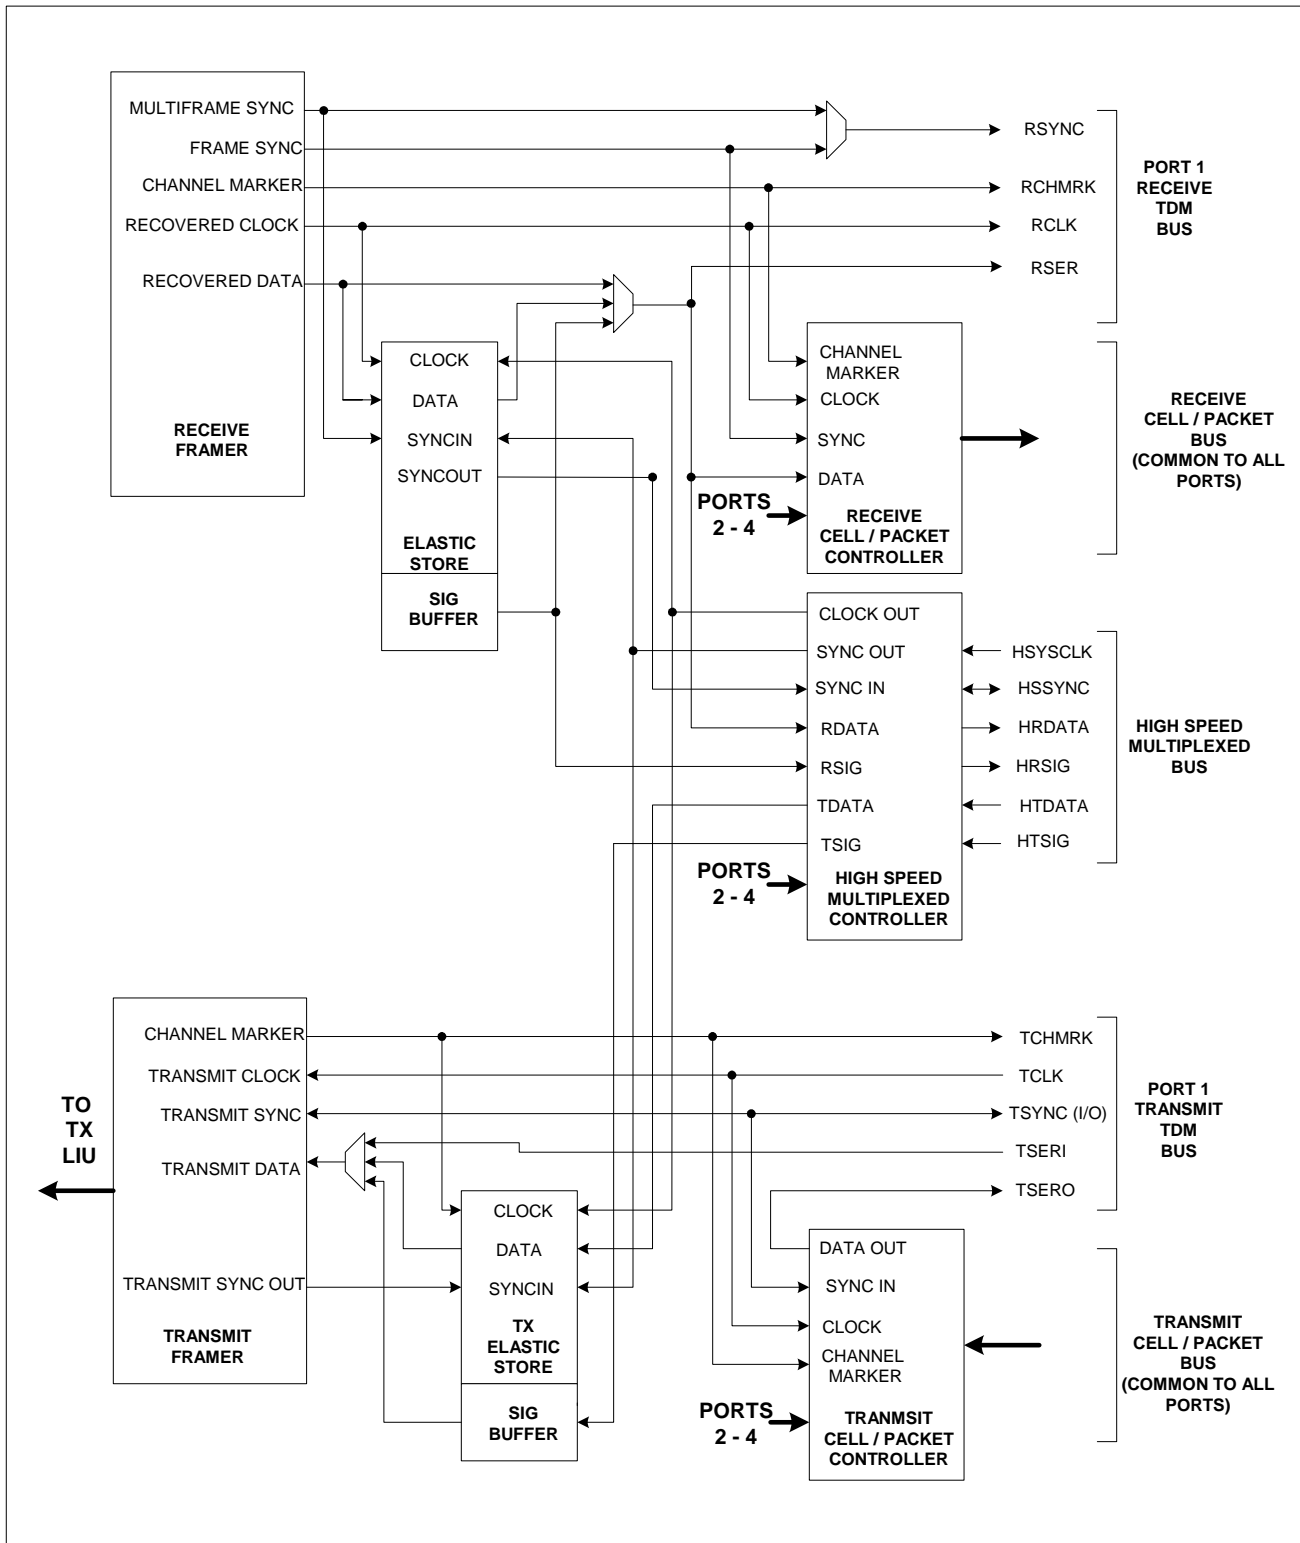 MULTIFRAME SYNC
FRAME SYNC
CHANNEL MARKER
RECOVERED CLOCK
RECOVERED DATA
RECEIVE
FRAMER
RSYNC
RCHMRK
RCLK
RSER
PORT 1
RECEIVE
TDM
BUS
CLOCK
DATA
SYNCIN
SYNCOUT
ELASTIC
STORE
SIG
BUFFER
CHANNEL
MARKER
CLOCK
SYNC
DATA
PORTS
2 - 4
RECEIVE
CELL / PACKET
CONTROLLER
RECEIVE
CELL / PACKET
BUS
(COMMON TO ALL
PORTS)
CLOCK OUT
SYNC OUT
SYNC IN
RDATA
RSIG
TDATA
TSIG
PORTS
2 - 4
HIGH SPEED
MULTIPLEXED
CONTROLLER
HSYSCLK
HSSYNC
HRDATA
HRSIG
HTDATA
HTSIG
HIGH SPEED
MULTIPLEXED
BUS
TO
TX
LIU
CHANNEL MARKER
TRANSMIT CLOCK
TRANSMIT SYNC
TRANSMIT DATA
TRANSMIT SYNC OUT
TRANSMIT
FRAMER
TCHMRK
TCLK
TSYNC (I/O)
TSERI
TSERO
PORT 1
TRANSMIT
TDM
BUS
CLOCK
DATA
SYNCIN
TX
ELASTIC
STORE
SIG
BUFFER
DATA OUT
SYNC IN
CLOCK
CHANNEL
MARKER
PORTS
2 - 4
TRANMSIT
CELL / PACKET
CONTROLLER
TRANSMIT
CELL / PACKET
BUS
(COMMON TO ALL
PORTS)